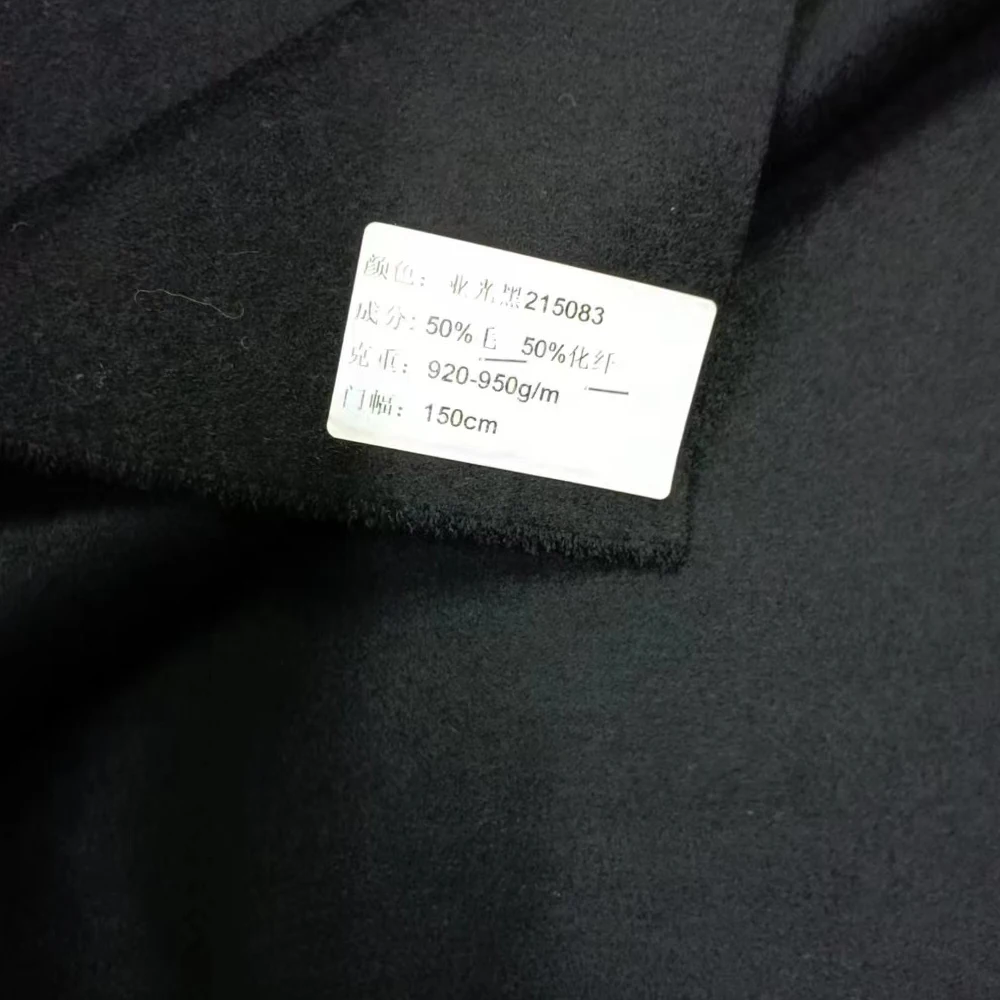 颜色：亚光黑215083
成分：50% 毛 50%化纤
克重：920-950g/m
门幅：150cm